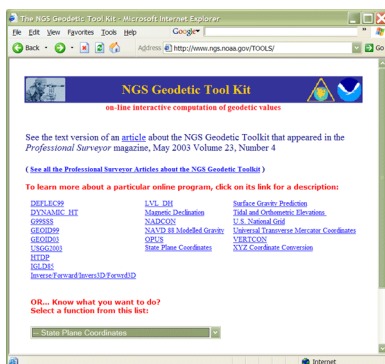 The NGS Geodetic Tool Kit - Microsoft Internet Explorer
File Edit View Favorites Tools Help Google
Back Address http://www.ngs.noaa.gov/TOOLS/ Go
NGS Geodetic Tool Kit
on-line interactive computation of geodetic values
See the text version of an article about the NGS Geodetic Toolkit that appeared in the
Professional Surveyor magazine, May 2003 Volume 23, Number 4
( See all the Professional Surveyor Articles about the Geodetic Toolkit )
To learn more about a particular online program, click on its link for a description:
DEFLEC99 LVL_DH Surface Gravity Prediction
DYNAMIC_HT Magnetic Declination Tidal and Orthometric Elevations
G99SSS NADCON U.S. National Grid
GEOID99 NAVD 88 Modelled Gravity Universal Transverse Mercator Coordinates
GEOID03 OPUS VERTCON
USGG2003 State Plane Coordinates XYZ Coordinate Conversion
HTDP
IGLD85
Inverse/Forward/Invers3D/Forwrd3D
OR... Know what you want to do?
Select a function from this list:
-- State Plane Coordinates
Internet